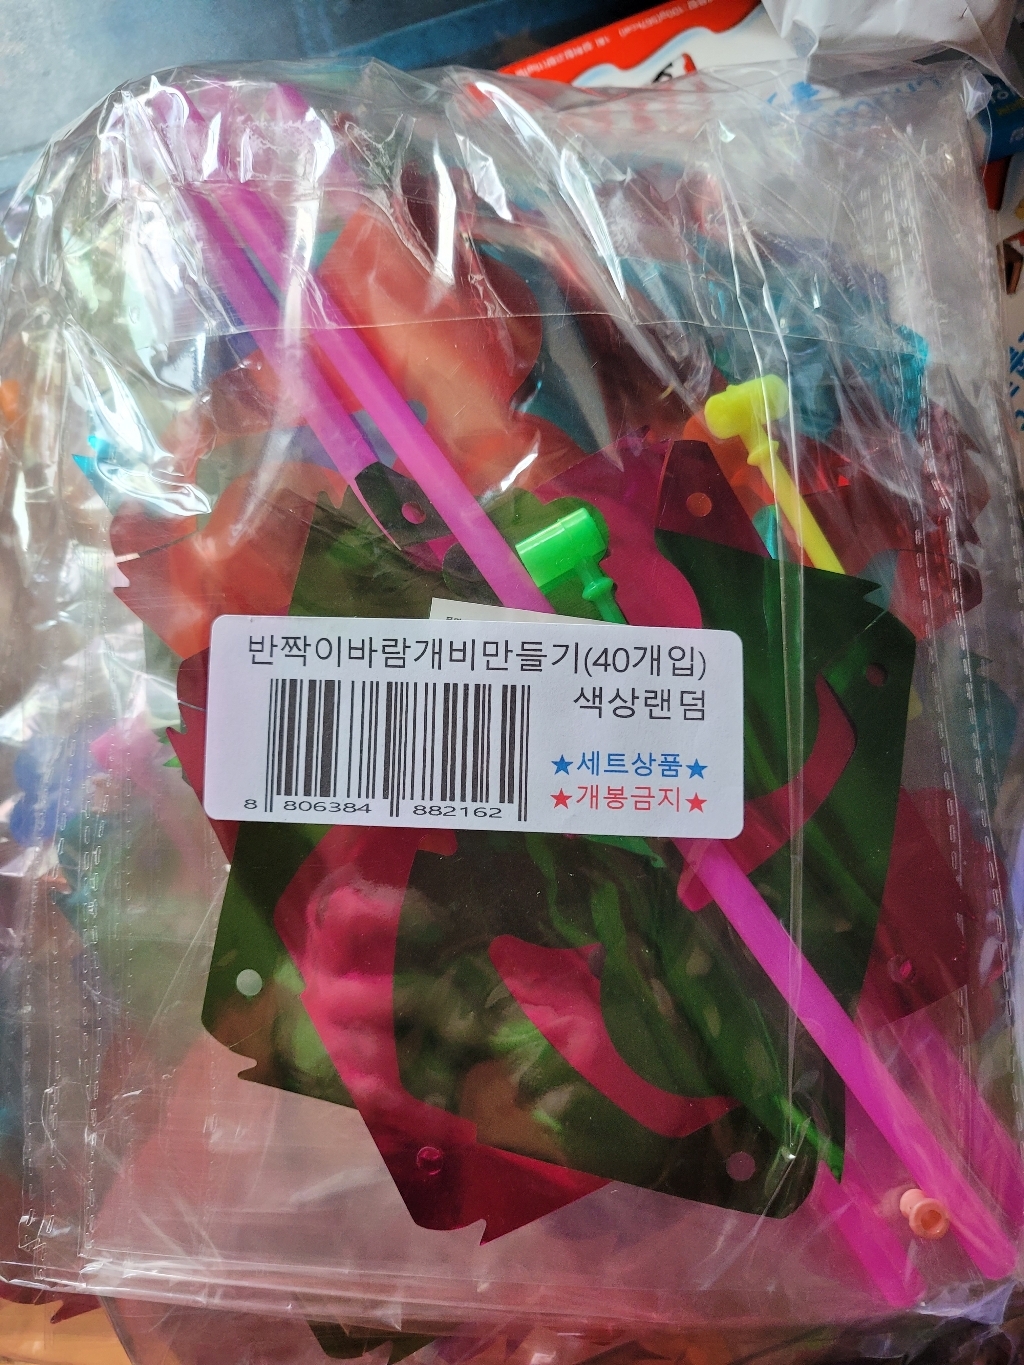 반짝이바람개비만들기(40개입)
색상랜덤
★세트상품★
★개봉금지★
8 806384 882162